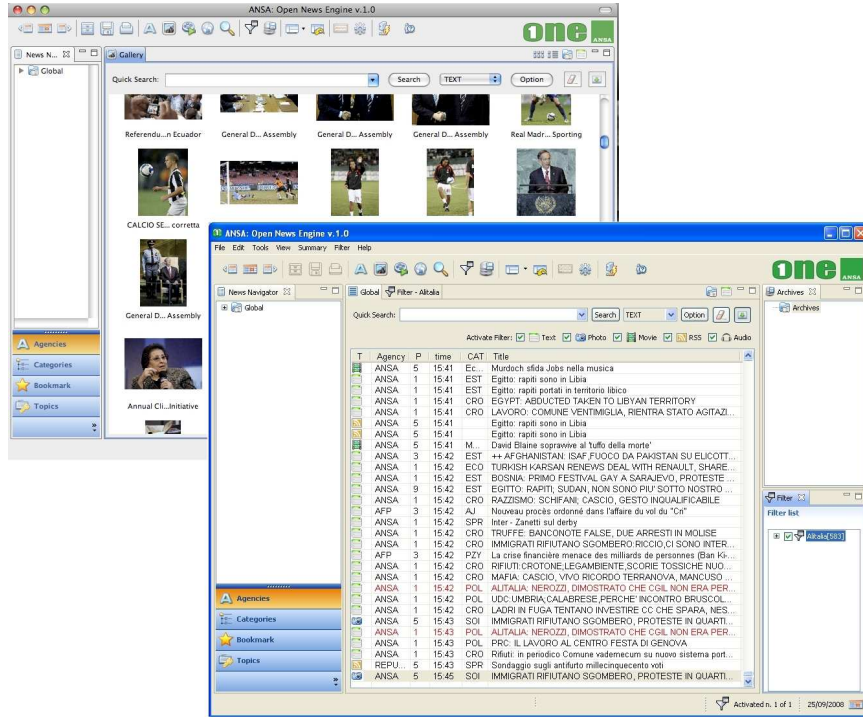 ANSA: Open News Engine v.1.0
one
ANSA
News N...
Global
Gallery
Quick Search:
Search
TEXT
Option
Referendu...n Ecuador
General D... Assembly
General D... Assembly
General D... Assembly
Real Madr... Sporting
CALCIO SE... corretta
General D... Assembly
Annual Cli...Initiative
Agencies
Categories
Bookmark
Topics
ANSA: Open News Engine v.1.0
File Edit Tools View Summary Filter Help
one
ANSA
News Navigator
Global
Global Filter - Alitalia
Archives
Archives
Quick Search:
Search
TEXT
Option
Activate Filter: Text Photo Movie RSS Audio
T Agency P time CAT Title
ANSA 5 15:41 Ec... Murdoch sfida Jobs nella musica
ANSA 1 15:41 EST Egitto: rapiti sono in Libia
ANSA 1 15:41 EST Egitto: rapiti portati in territorio libico
ANSA 1 15:41 CRO EGYPT: ABDUCTED TAKEN TO LIBYAN TERRITORY
ANSA 1 15:41 CRO LAVORO: COMUNE VENTIMIGLIA, RIENTRA STATO AGITAZI...
ANSA 5 15:41 Egitto: rapiti sono in Libia
ANSA 5 15:41 Egitto: rapiti sono in Libia
ANSA 5 15:41 M... David Blaine sopravvive al 'tuffo della morte'
ANSA 3 15:42 EST ++ AFGHANISTAN: ISAF,FUOCO DA PAKISTAN SU ELICOTT...
ANSA 1 15:42 ECO TURKISH KARSAN RENEWS DEAL WITH RENAULT, SHARE...
ANSA 1 15:42 EST BOSNIA: PRIMO FESTIVAL GAY A SARAJEVO, PROTESTE ...
ANSA 9 15:42 EST EGITTO: RAPITI; SUDAN, NON SONO PIU' SOTTO NOSTRO ...
ANSA 1 15:42 CRO RAZZISMO: SCHIFANI; CASCIO, GESTO INQUALIFICABILE
AFP 3 15:42 AJ Nouveau procès ordonné dans l'affaire du vol du "Cri"
ANSA 1 15:42 SPR Inter - Zanetti sul derby
ANSA 1 15:42 CRO TRUFFE: BANCONOTE FALSE, DUE ARRESTI IN MOLISE
ANSA 1 15:42 CRO IMMIGRATI RIFIUTANO SGOMBERO:RICCIO,CI SONO INTER...
AFP 3 15:42 PZY La crise financière menace des milliards de personnes (Ban Ki-...
ANSA 1 15:42 CRO RIFIUTI:CROTONE;LEGAMBIENTE,SCORIE TOSSICHE NUO...
ANSA 1 15:42 CRO MAFIA: CASCIO, VIVO RICORDO TERRANOVA, MANCUSO ...
ANSA 1 15:42 POL ALITALIA: NEROZZI, DIMOSTRATO CHE CGIL NON ERA PER...
ANSA 1 15:42 POL UDC:UMBRIA;CALABRESE,PERCHE' INCONTRO BRUSCOL...
ANSA 1 15:42 CRO LADRI IN FUGA TENTANO INVESTIRE CC CHE SPARA, NES...
ANSA 5 15:43 SOI IMMIGRATI RIFIUTANO SGOMBERO, PROTESTE IN QUARTI...
ANSA 1 15:43 POL ALITALIA: NEROZZI, DIMOSTRATO CHE CGIL NON ERA PER...
ANSA 1 15:43 POL PRC: IL LAVORO AL CENTRO FESTA DI GENOVA
ANSA 1 15:43 CRO Rifiuti: in periodico Comune vademecum su nuovo sistema port...
REPU... 5 15:43 SPR Sondaggio sugli antifurto millecinquecento voti
ANSA 5 15:45 SOI IMMIGRATI RIFIUTANO SGOMBERO, PROTESTE IN QUARTI...
Filter
Filter list
Alitalia[583]
Agencies
Categories
Bookmark
Topics
Activated n. 1 of 1 25/09/2008